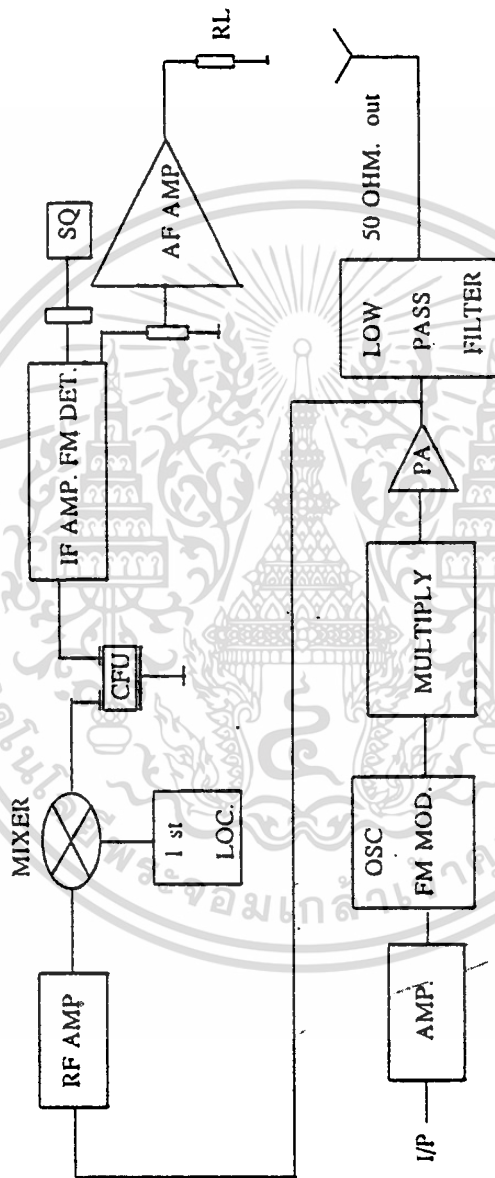 RF AMP
MIXER
1 st
LOC.
CFU
IF AMP. FM DET.
SQ
AF AMP
RL
I/P
AMP.
OSC
FM MOD.
MULTIPLY
PA
LOW
PASS
FILTER
50 OHM. out